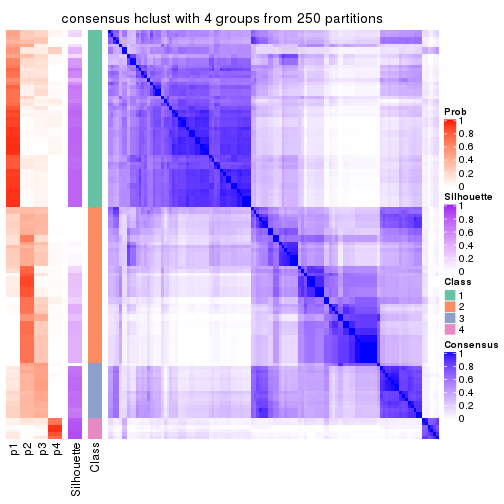 consensus hclust with 4 groups from 250 partitions
Prob
1
0.8
0.6
0.4
0.2
0
Silhouette
1
0.8
0.6
0.4
0.2
0
Class
1
2
3
4
Consensus
1
0.8
0.6
0.4
0.2
0
p1
p2
p3
p4
Silhouette
Class